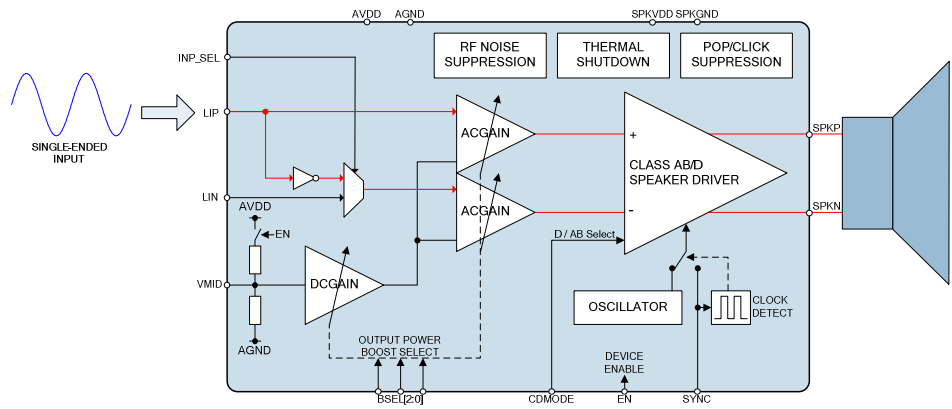 AVDD
AGND
SPKVDD
SPKGND
RF NOISE
SUPPRESSION
THERMAL
SHUTDOWN
POP/CLICK
SUPPRESSION
INP_SEL
LIP
SINGLE-ENDED
INPUT
ACGAIN
+
CLASS AB/D
SPEAKER DRIVER
-
SPKP
LIN
ACGAIN
SPKN
AVDD
EN
D / AB Select
VMID
DCGAIN
OSCILLATOR
CLOCK
DETECT
AGND
OUTPUT POWER
BOOST SELECT
DEVICE
ENABLE
BSEL[2:0]
CDMODE
EN
SYNC